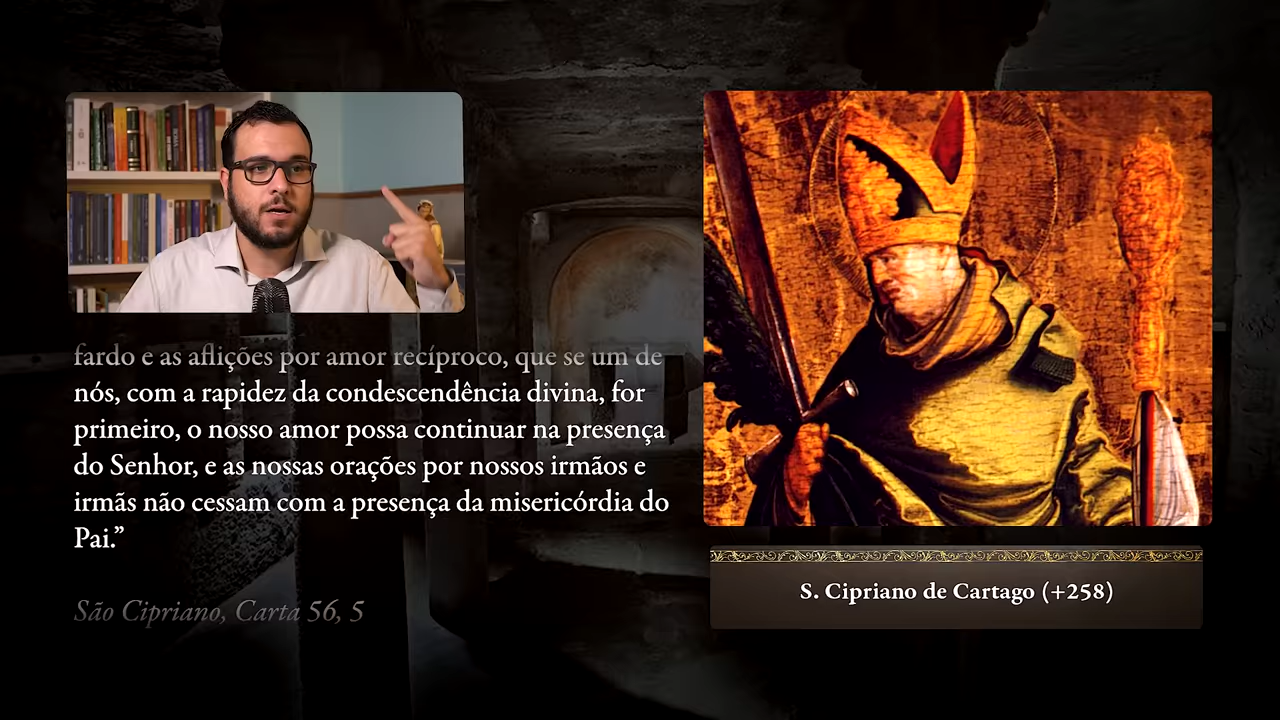 fardo e as aflições por amor recíproco, que se um de
nós, com a rapidez da condescendência divina, for
primeiro, o nosso amor possa continuar na presença
do Senhor, e as nossas orações por nossos irmãos e
irmãs não cessam com a presença da misericórdia do
Pai.”
São Cipriano, Carta 56, 5
S. Cipriano de Cartago (+258)